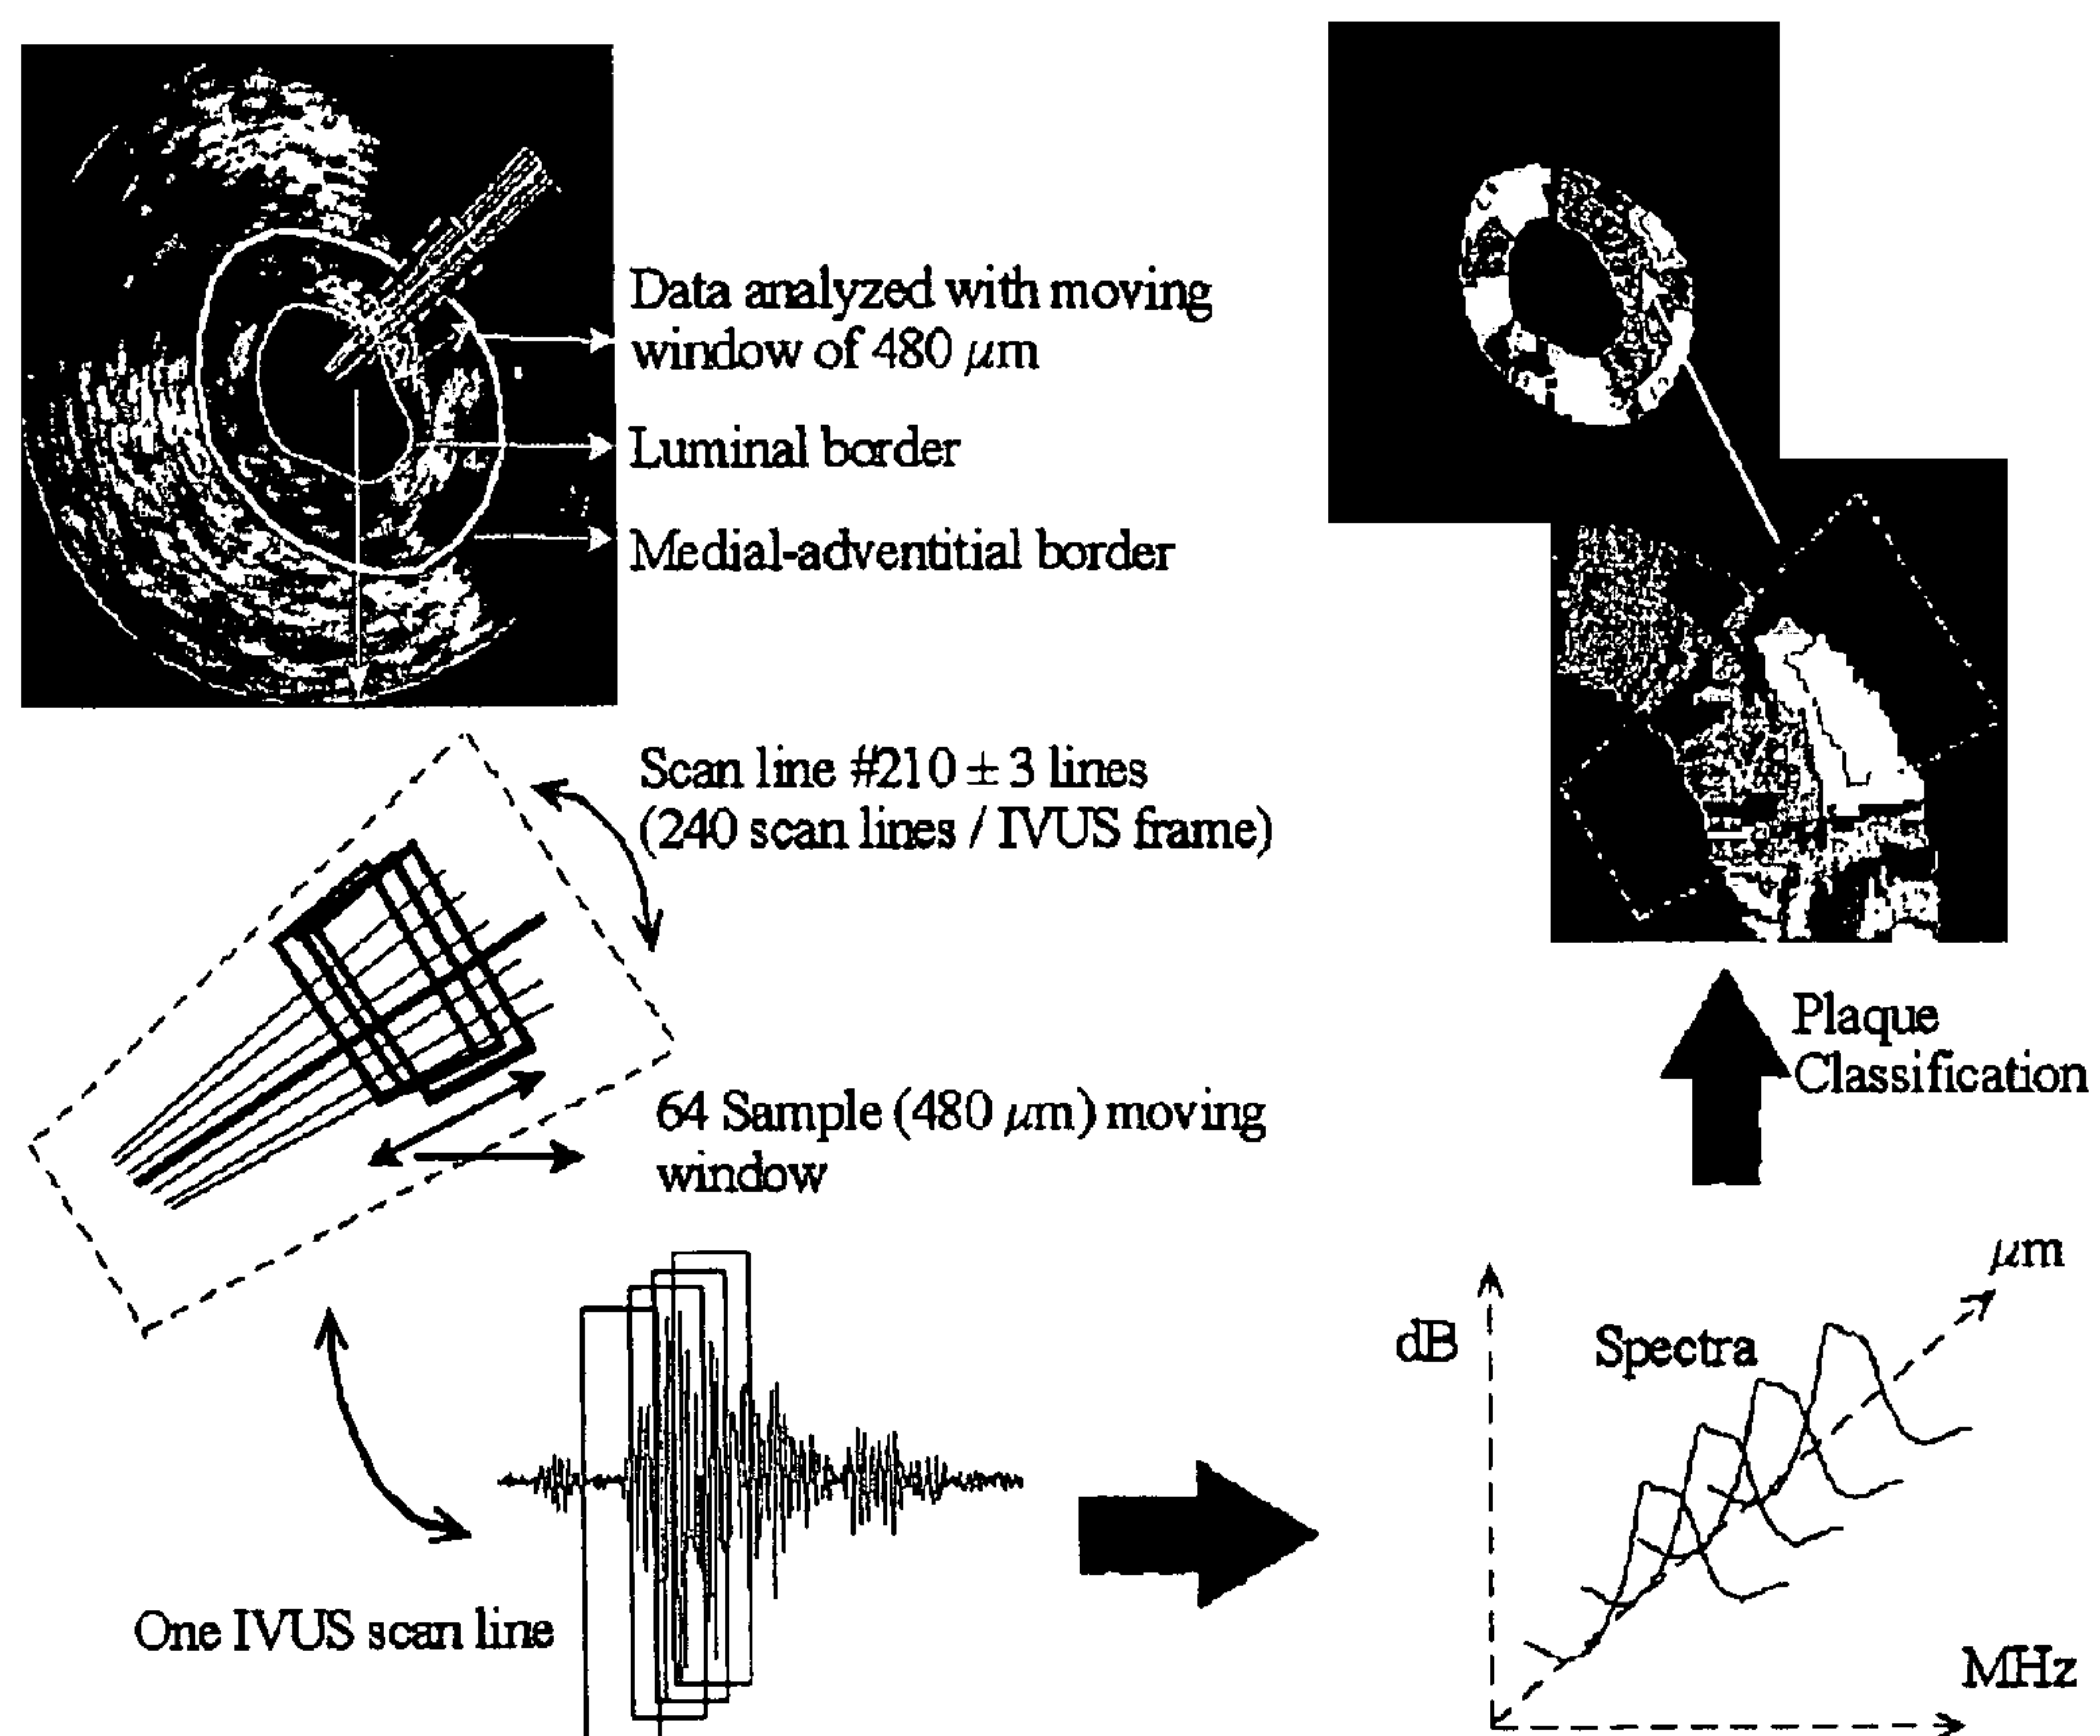 Data analyzed with moving
window of 480 μm
Luminal border
Medial-adventitial border
Scan line #210 ± 3 lines
(240 scan lines / IVUS frame)
64 Sample (480 μm) moving
window
One IVUS scan line
Plaque
Classification
μm
dB
Spectra
MHz